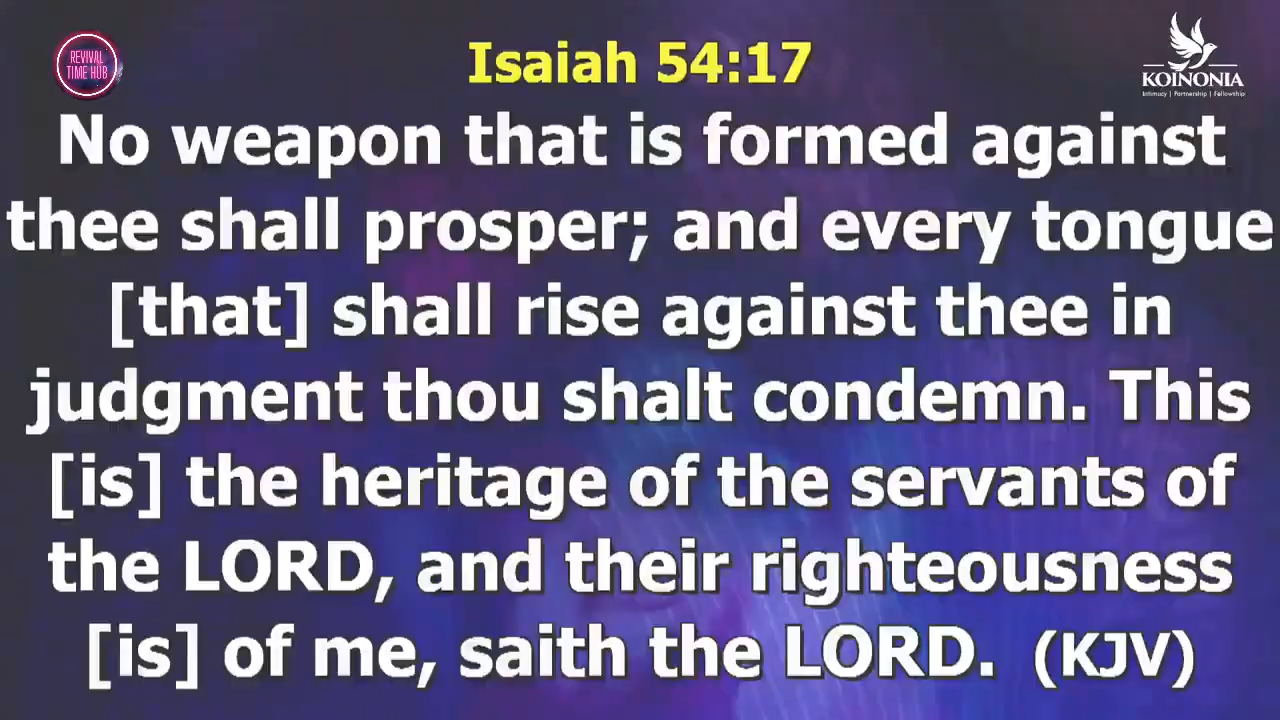 REVIVAL
TIME HUB
Isaiah 54:17
KOINONIA
Intimacy | Partnership | Fellowship
No weapon that is formed against
thee shall prosper; and every tongue
[that] shall rise against thee in
judgment thou shalt condemn. This
[is] the heritage of the servants of
the LORD, and their righteousness
[is] of me, saith the LORD. (KJV)